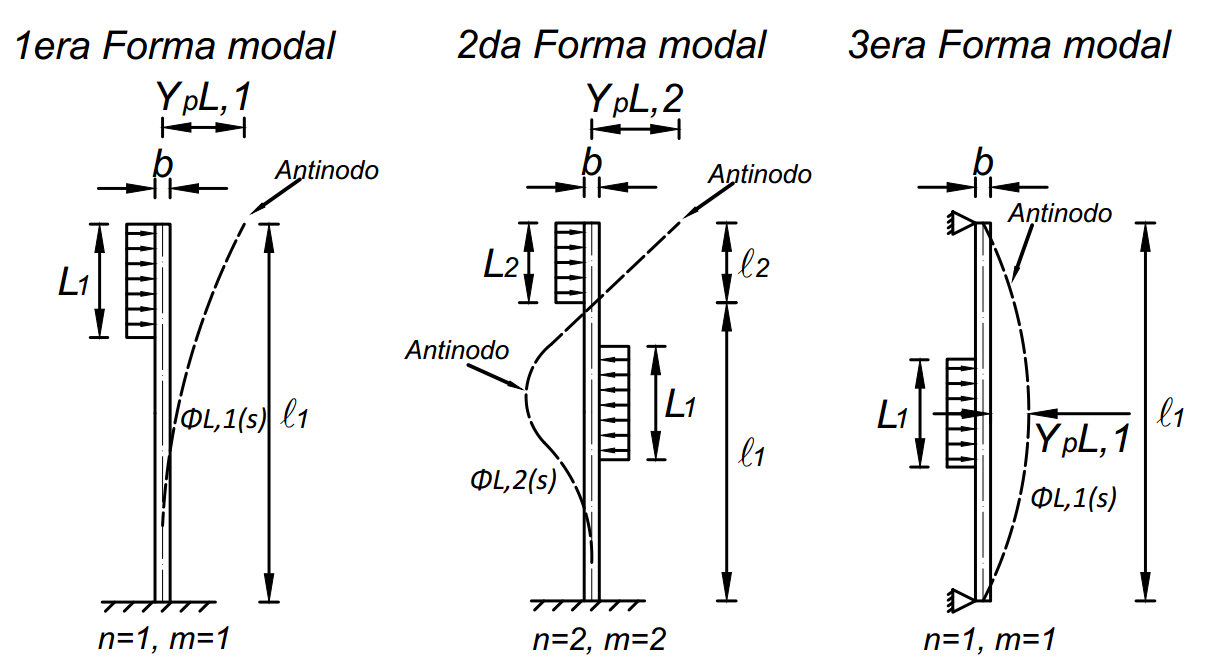 1era Forma modal
YpL,1
b
Antinodo
L1
ΦL,1(s)
ℓ1
n=1, m=1
2da Forma modal
YpL,2
b
Antinodo
L2
ℓ2
Antinodo
L1
ℓ1
ΦL,2(s)
n=2, m=2
3era Forma modal
b
Antinodo
L1
YpL,1
ℓ1
ΦL,1(s)
n=1, m=1